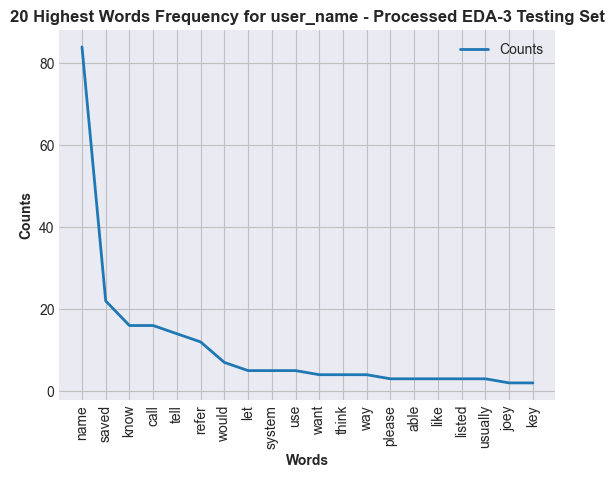 20 Highest Words Frequency for user_name - Processed EDA-3 Testing Set
Counts
80
60
40
20
0
Counts
name
saved
know
call
tell
refer
would
let
system
use
want
think
way
please
able
like
listed
usually
joey
key
Words